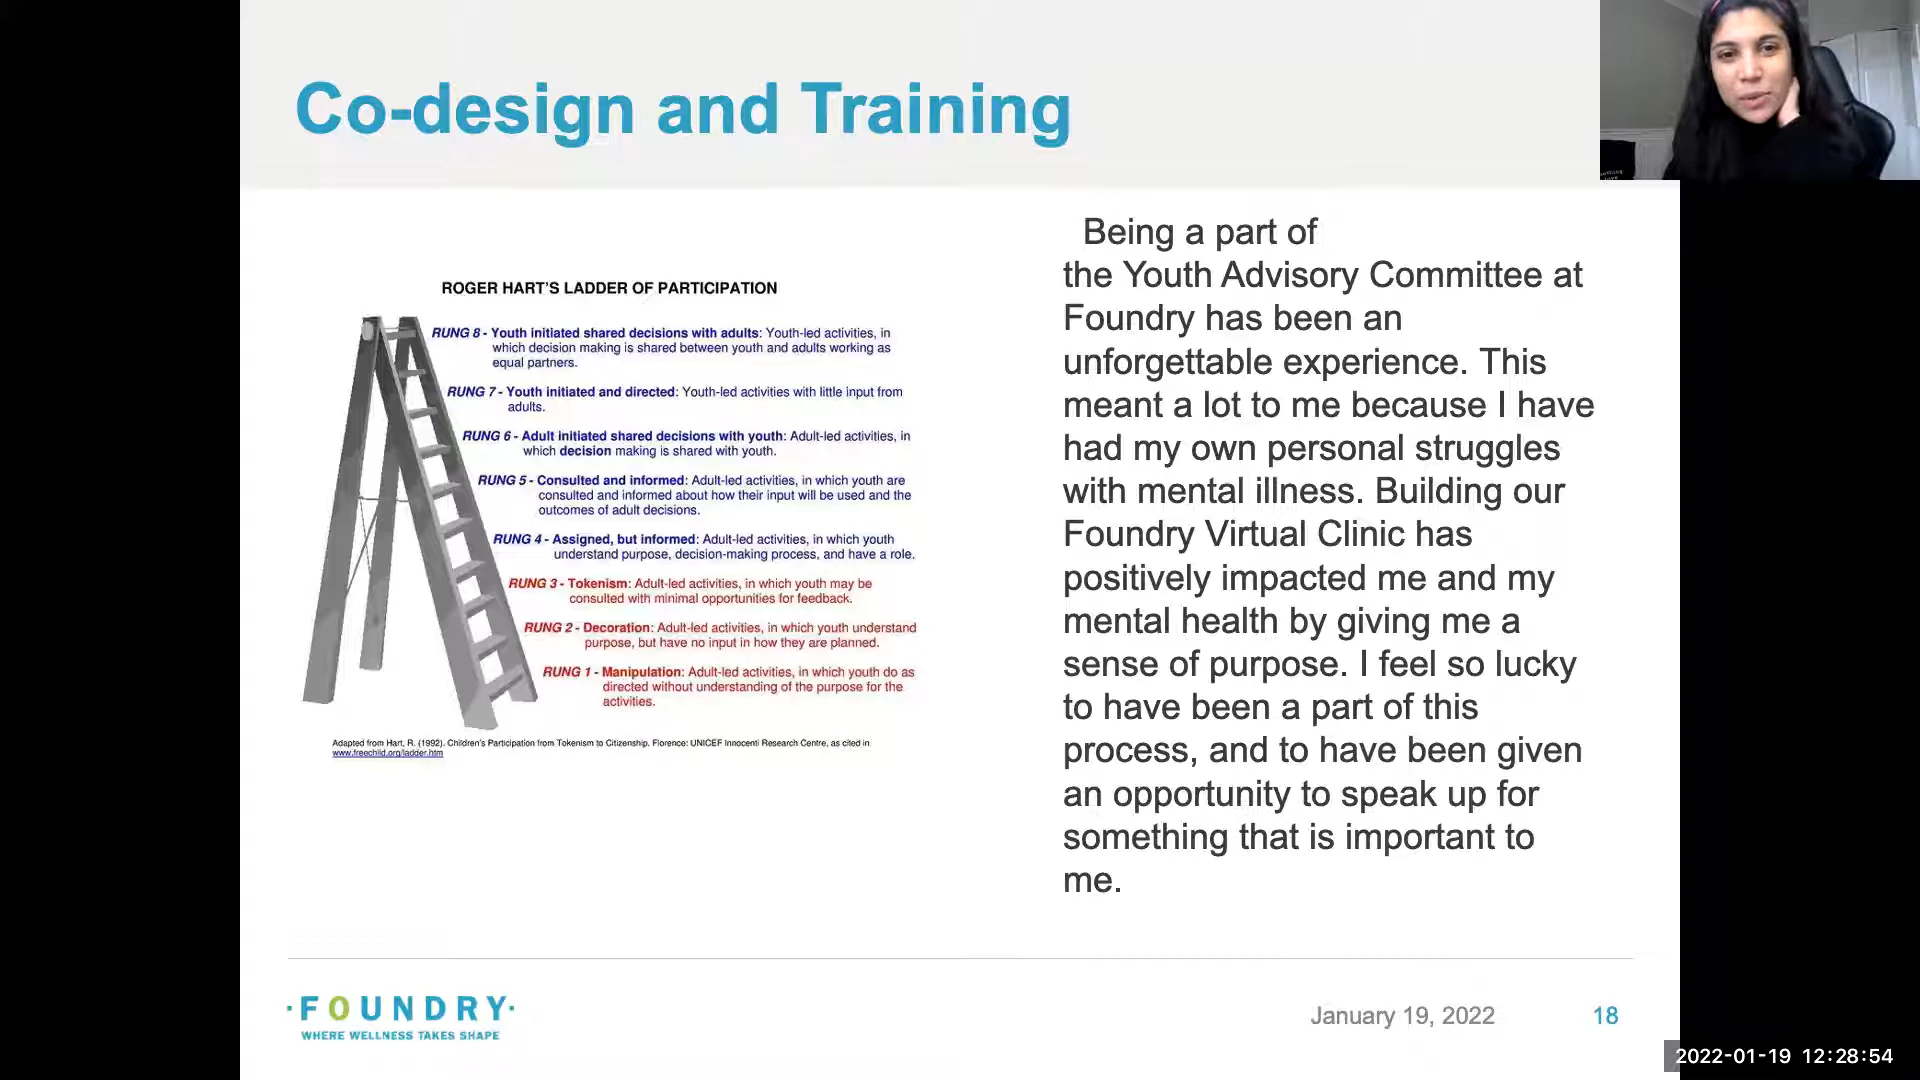 Co-design and Training
ROGER HART'S LADDER OF PARTICIPATION
RUNG 8 - Youth initiated shared decisions with adults: Youth-led activities, in
which decision making is shared between youth and adults working as
equal partners.
RUNG 7 - Youth initiated and directed: Youth-led activities with little input from
adults.
RUNG 6 - Adult initiated shared decisions with youth: Adult-led activities, in
which decision making is shared with youth.
RUNG 5 - Consulted and informed: Adult-led activities, in which youth are
consulted and informed about how their input will be used and the
outcomes of adult decisions.
RUNG 4 - Assigned, but informed: Adult-led activities, in which youth
understand purpose, decision-making process, and have a role.
RUNG 3 - Tokenism: Adult-led activities, in which youth may be
consulted with minimal opportunities for feedback.
RUNG 2 - Decoration: Adult-led activities, in which youth understand
purpose, but have no input in how they are planned.
RUNG 1 - Manipulation: Adult-led activities, in which youth do as
directed without understanding of the purpose for the
activities.
Adapted from Hart, R. (1992). Children's Participation from Tokenism to Citizenship. Florence: UNICEF Innocenti Research Centre, as cited in
www.freechild.org/ladder.htm
Being a part of
the Youth Advisory Committee at
Foundry has been an
unforgettable experience. This
meant a lot to me because I have
had my own personal struggles
with mental illness. Building our
Foundry Virtual Clinic has
positively impacted me and my
mental health by giving me a
sense of purpose. I feel so lucky
to have been a part of this
process, and to have been given
an opportunity to speak up for
something that is important to
me.
·FOUNDRY·
WHERE WELLNESS TAKES SHAPE
January 19, 2022
18
2022-01-19 12:28:54